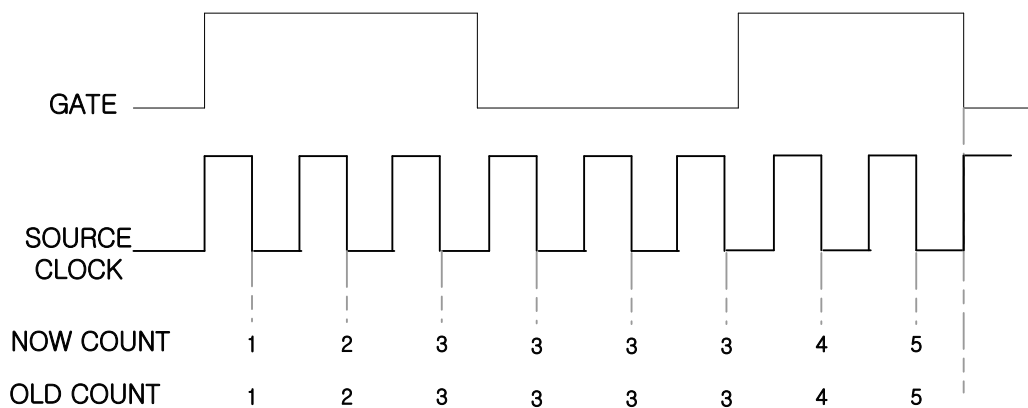 GATE
SOURCE
CLOCK
NOW COUNT 1 2 3 3 3 3 4 5
OLD COUNT 1 2 3 3 3 3 4 5